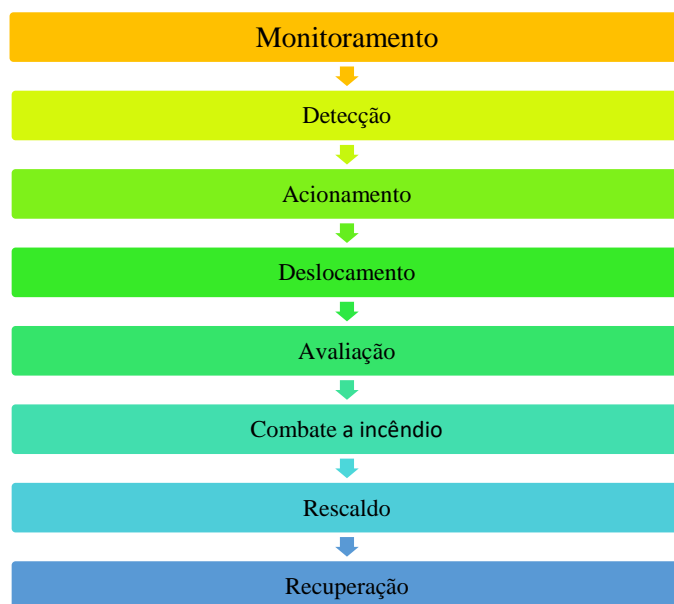 Monitoramento
Detecção
Acionamento
Deslocamento
Avaliação
Combate a incêndio
Rescaldo
Recuperação